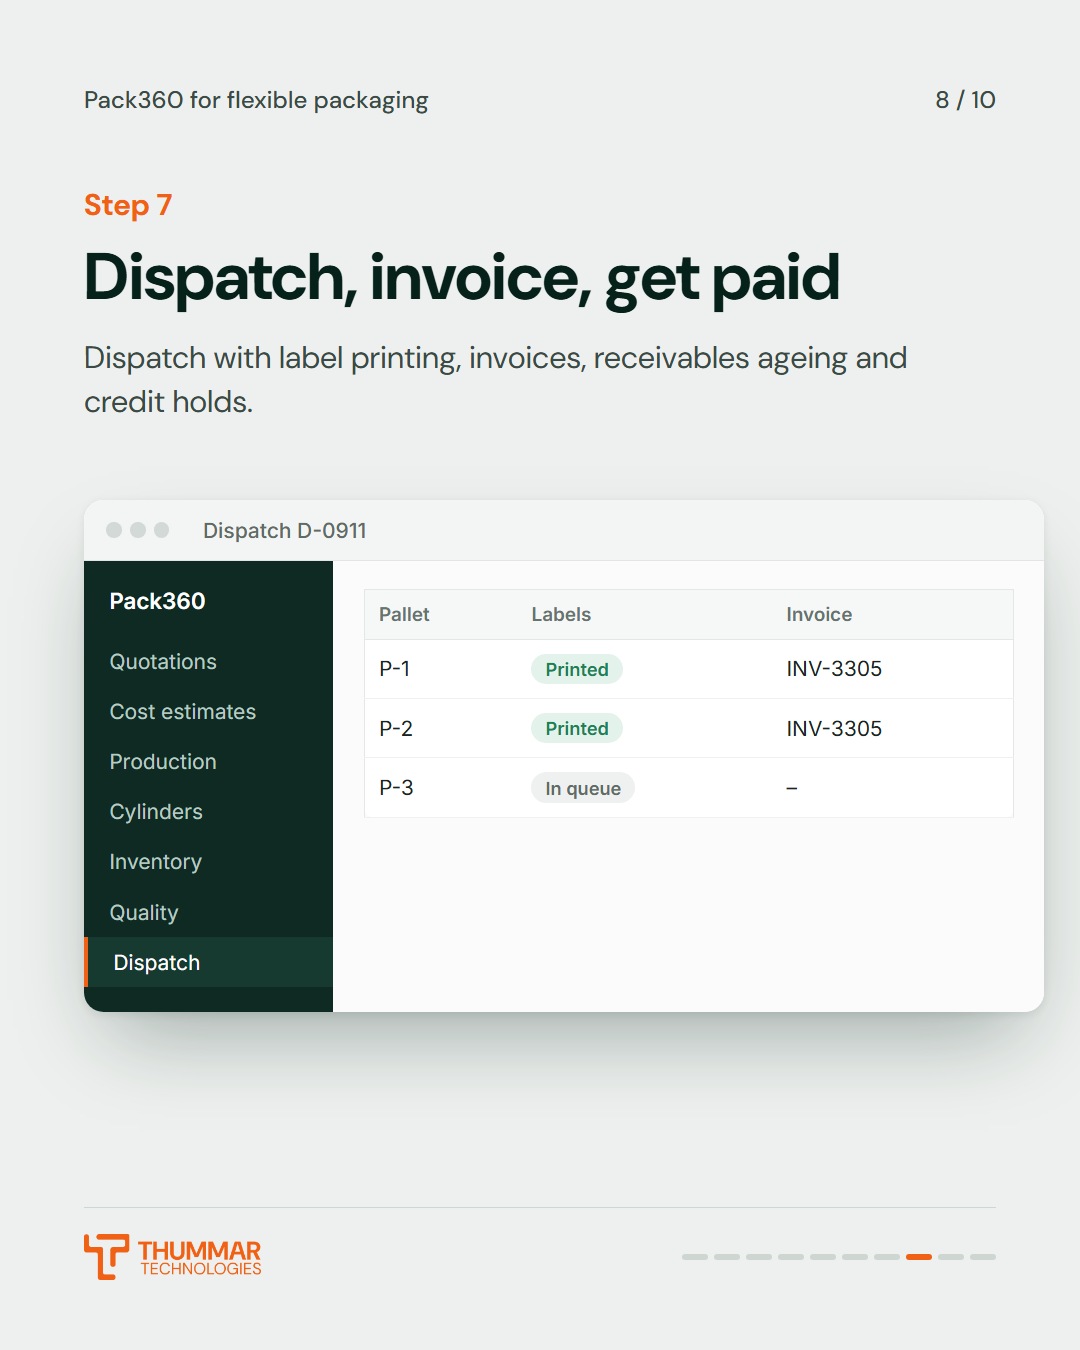 Pack360 for flexible packaging
8 / 10
Step 7
Dispatch, invoice, get paid
Dispatch with label printing, invoices, receivables ageing and
credit holds.
Dispatch D-0911
Pack360
Quotations
Cost estimates
Production
Cylinders
Inventory
Quality
Dispatch
Pallet Labels Invoice
P-1 Printed INV-3305
P-2 Printed INV-3305
P-3 In queue –
THUMMAR
TECHNOLOGIES